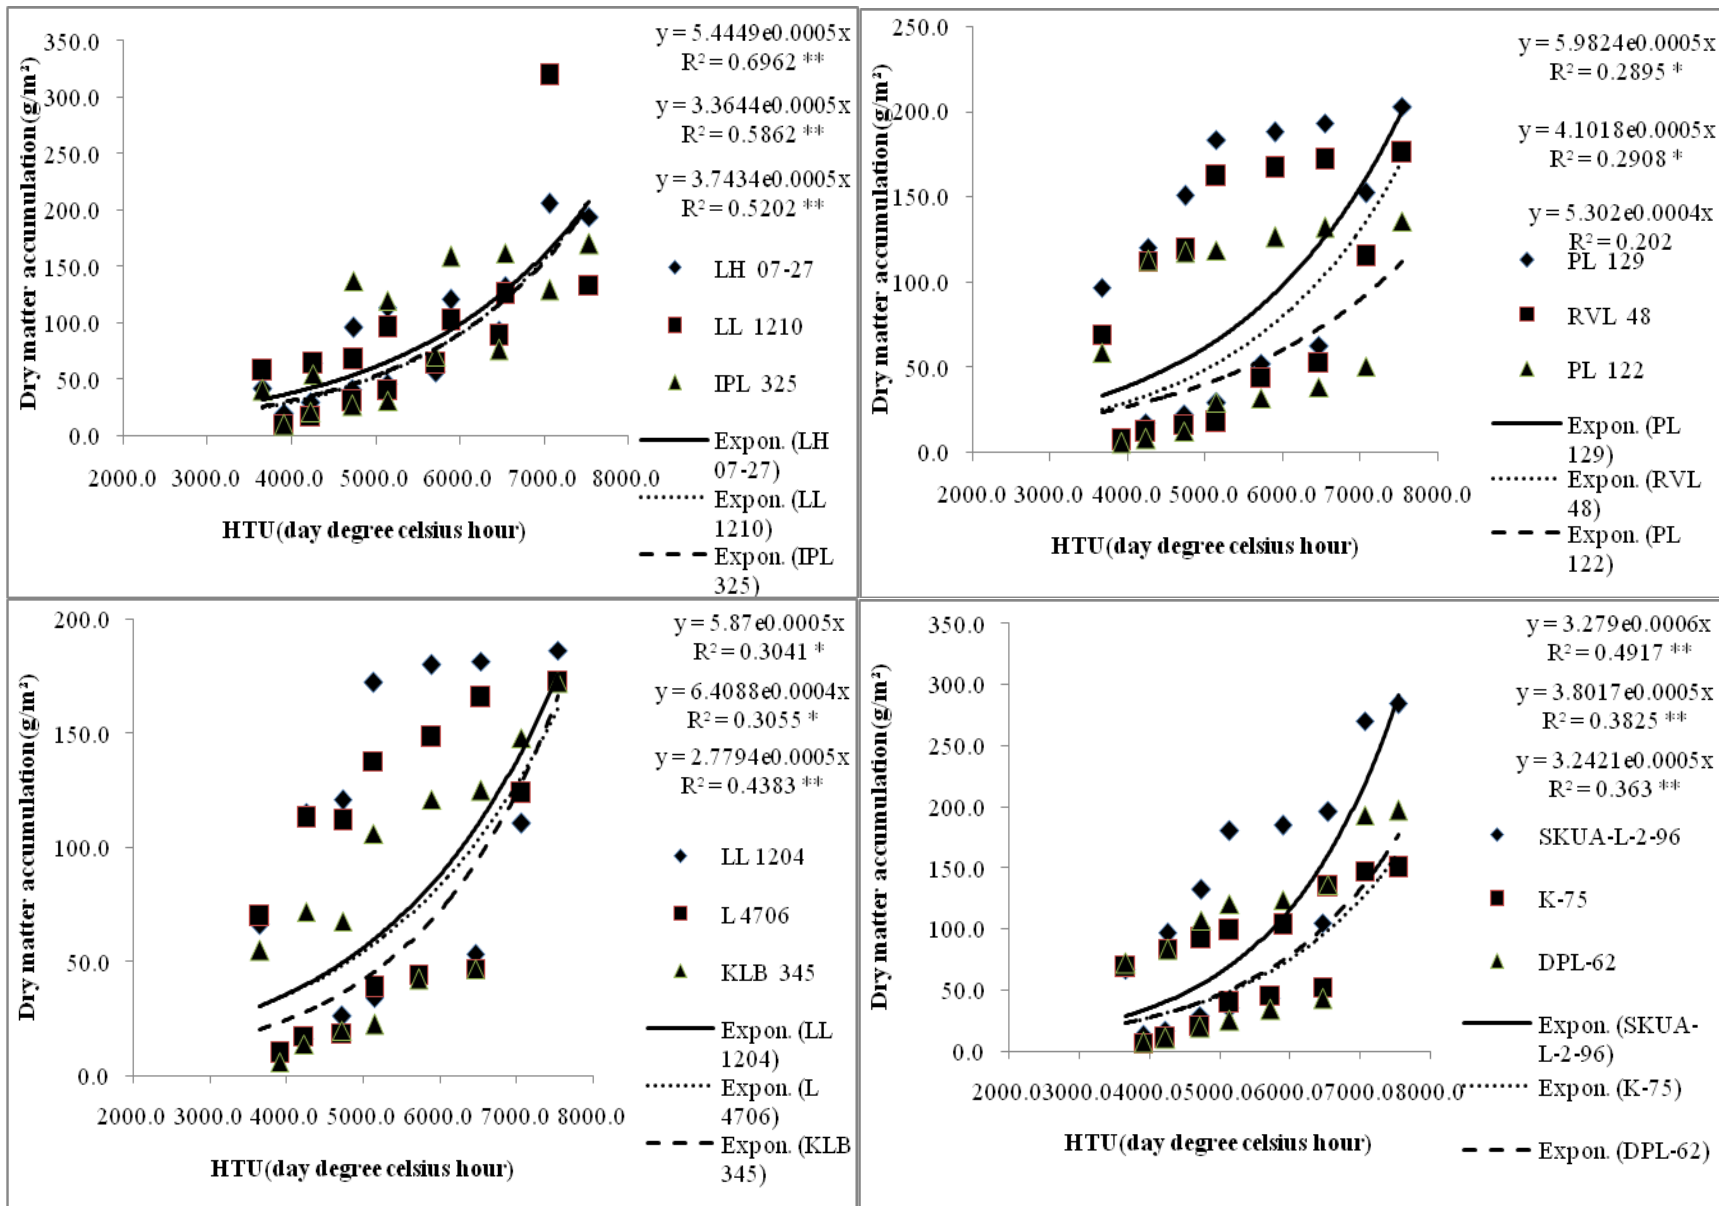 y = 5.4449e0.0005x
R² = 0.6962 **
y = 3.3644e0.0005x
R² = 0.5862 **
y = 3.7434e0.0005x
R² = 0.5202 **
Dry matter accumulation(g/m²)
350.0
300.0
250.0
200.0
150.0
100.0
50.0
0.0
2000.0 3000.0 4000.0 5000.0 6000.0 7000.0 8000.0
HTU(day degree celsius hour)
LH 07-27
LL 1210
IPL 325
Expon. (LH
07-27)
Expon. (LL
1210)
Expon. (IPL
325)
y = 5.9824e0.0005x
R² = 0.2895 *
y = 4.1018e0.0005x
R² = 0.2908 *
y = 5.302e0.0004x
R² = 0.202
Dry matter accumulation(g/m²)
250.0
200.0
150.0
100.0
50.0
0.0
2000.0 3000.0 4000.0 5000.0 6000.0 7000.0 8000.0
HTU(day degree celsius hour)
PL 129
RVL 48
PL 122
Expon. (PL
129)
Expon. (RVL
48)
Expon. (PL
122)
y = 5.87e0.0005x
R² = 0.3041 *
y = 6.4088e0.0004x
R² = 0.3055 *
y = 2.7794e0.0005x
R² = 0.4383 **
Dry matter accumulation(g/m²)
200.0
150.0
100.0
50.0
0.0
2000.0 3000.0 4000.0 5000.0 6000.0 7000.0 8000.0
HTU(day degree celsius hour)
LL 1204
L 4706
KLB 345
Expon. (LL
1204)
Expon. (L
4706)
Expon. (KLB
345)
y = 3.279e0.0006x
R² = 0.4917 **
y = 3.8017e0.0005x
R² = 0.3825 **
y = 3.2421e0.0005x
R² = 0.363 **
Dry matter accumulation(g/m²)
350.0
300.0
250.0
200.0
150.0
100.0
50.0
0.0
2000.03000.04000.05000.06000.07000.08000.0
HTU(day degree celsius hour)
SKUA-L-2-96
K-75
DPL-62
Expon. (SKUA-
L-2-96)
Expon. (K-75)
Expon. (DPL-62)